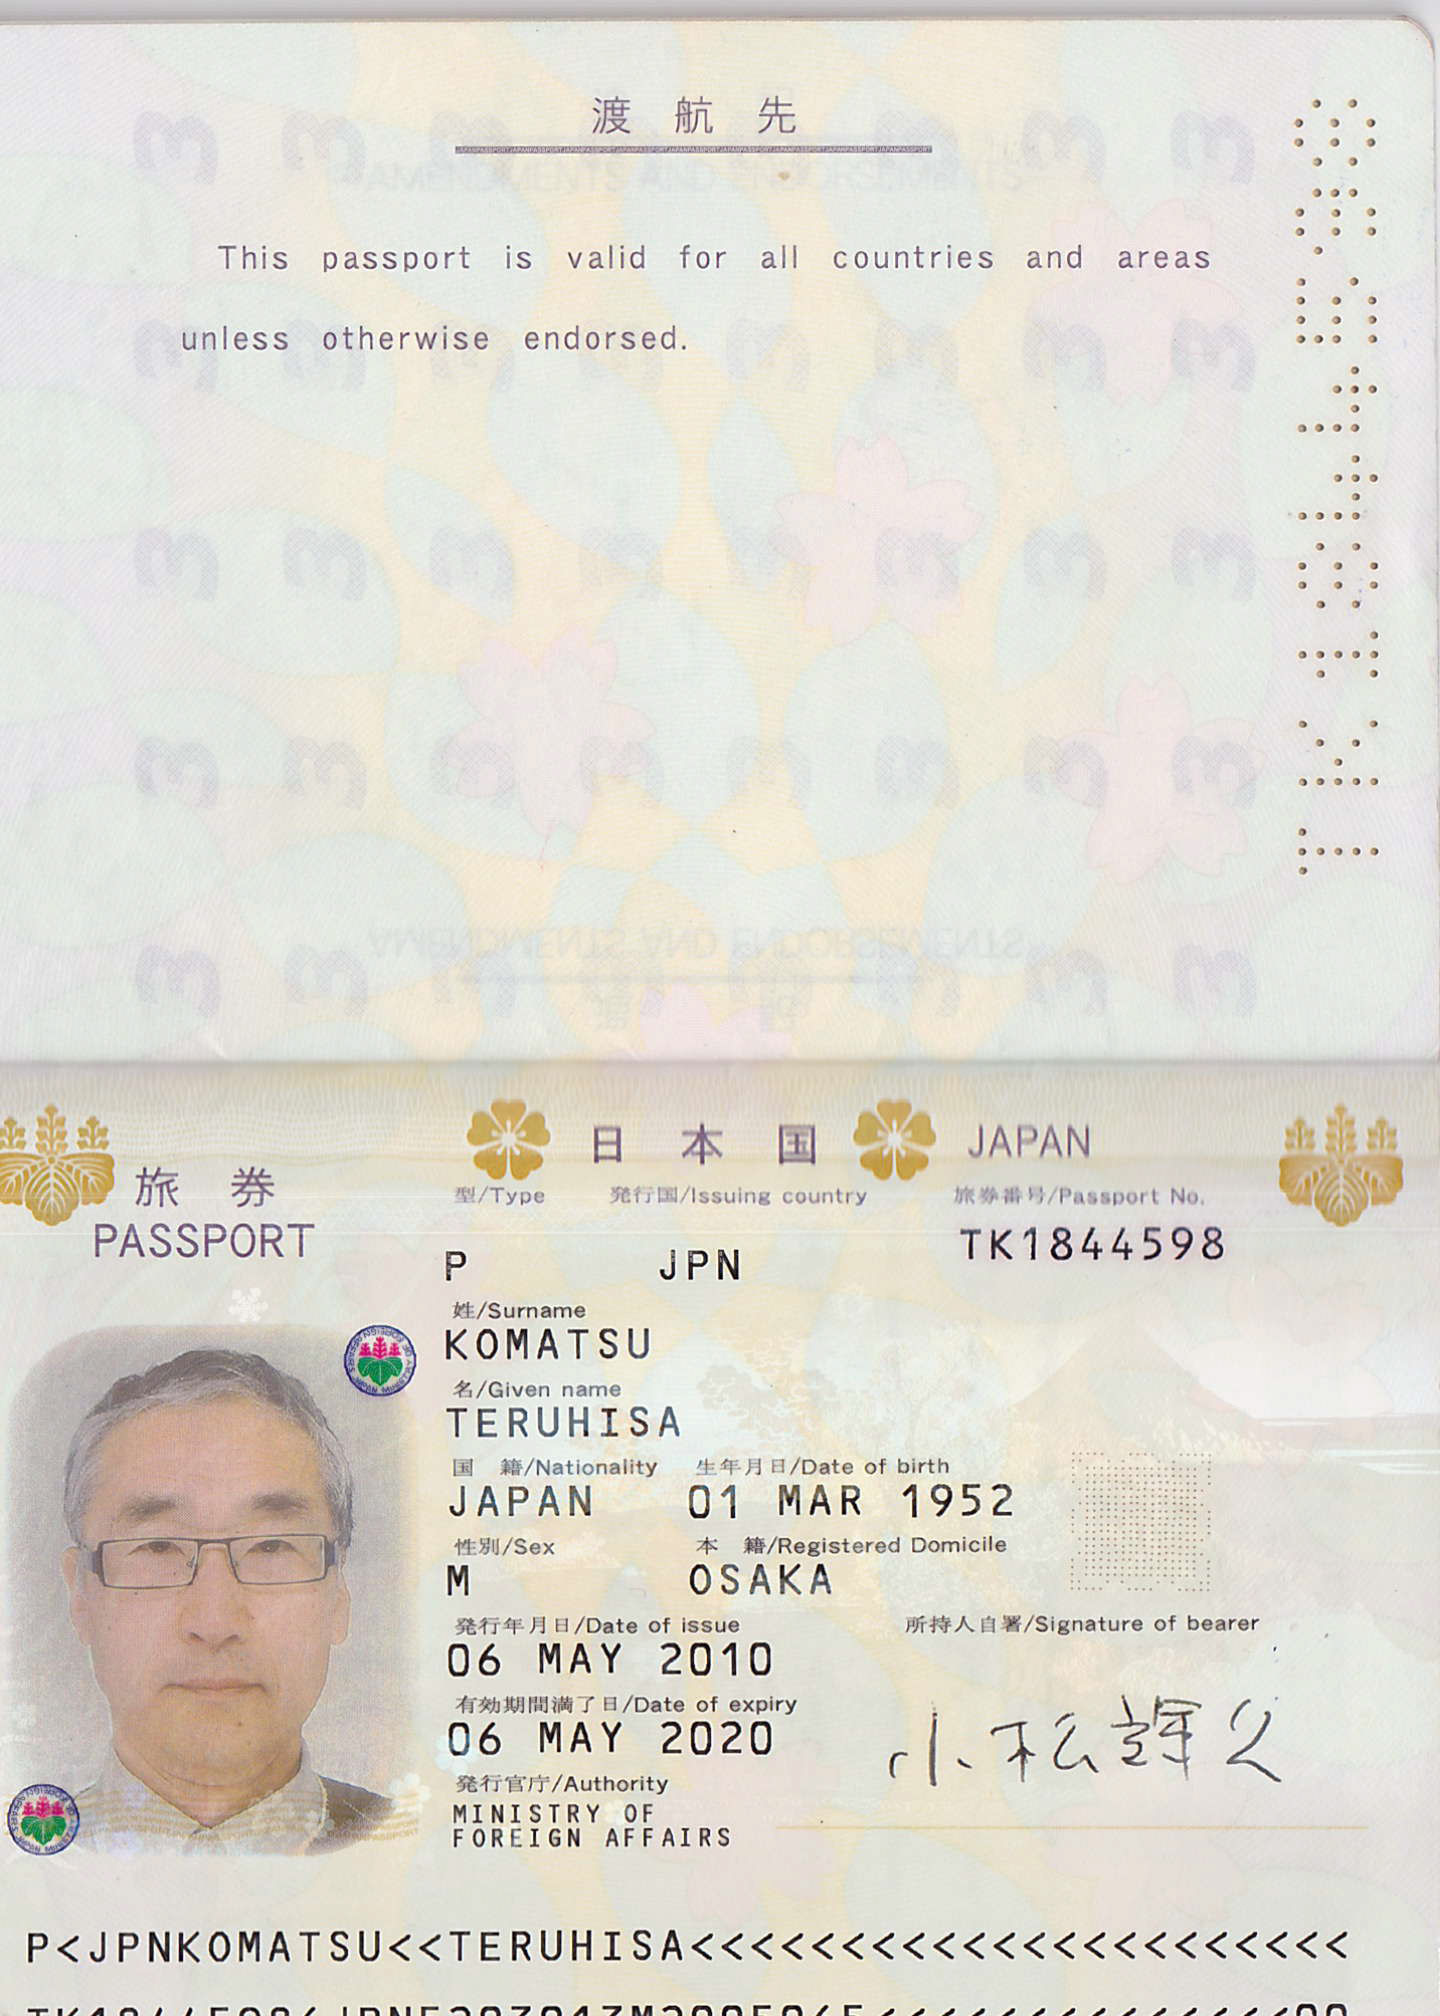 渡航先
This passport is valid for all countries and areas
unless otherwise endorsed.
旅券
PASSPORT
日本国 JAPAN
型/Type 発行国/Issuing country 旅券番号/Passport No.
P JPN TK1844598
姓/Surname
KOMATSU
名/Given name
TERUHISA
国 籍/Nationality 生年月日/Date of birth
JAPAN 01 MAR 1952
性別/Sex 本 籍/Registered Domicile
M OSAKA
発行年月日/Date of issue 所持人自署/Signature of bearer
06 MAY 2010
有効期間満了日/Date of expiry
06 MAY 2020
小松輝久
発行官庁/Authority
MINISTRY OF
FOREIGN AFFAIRS
P<JPNKOMATSU<<TERUHISA<<<<<<<<<<<<<<<<<<<<<<